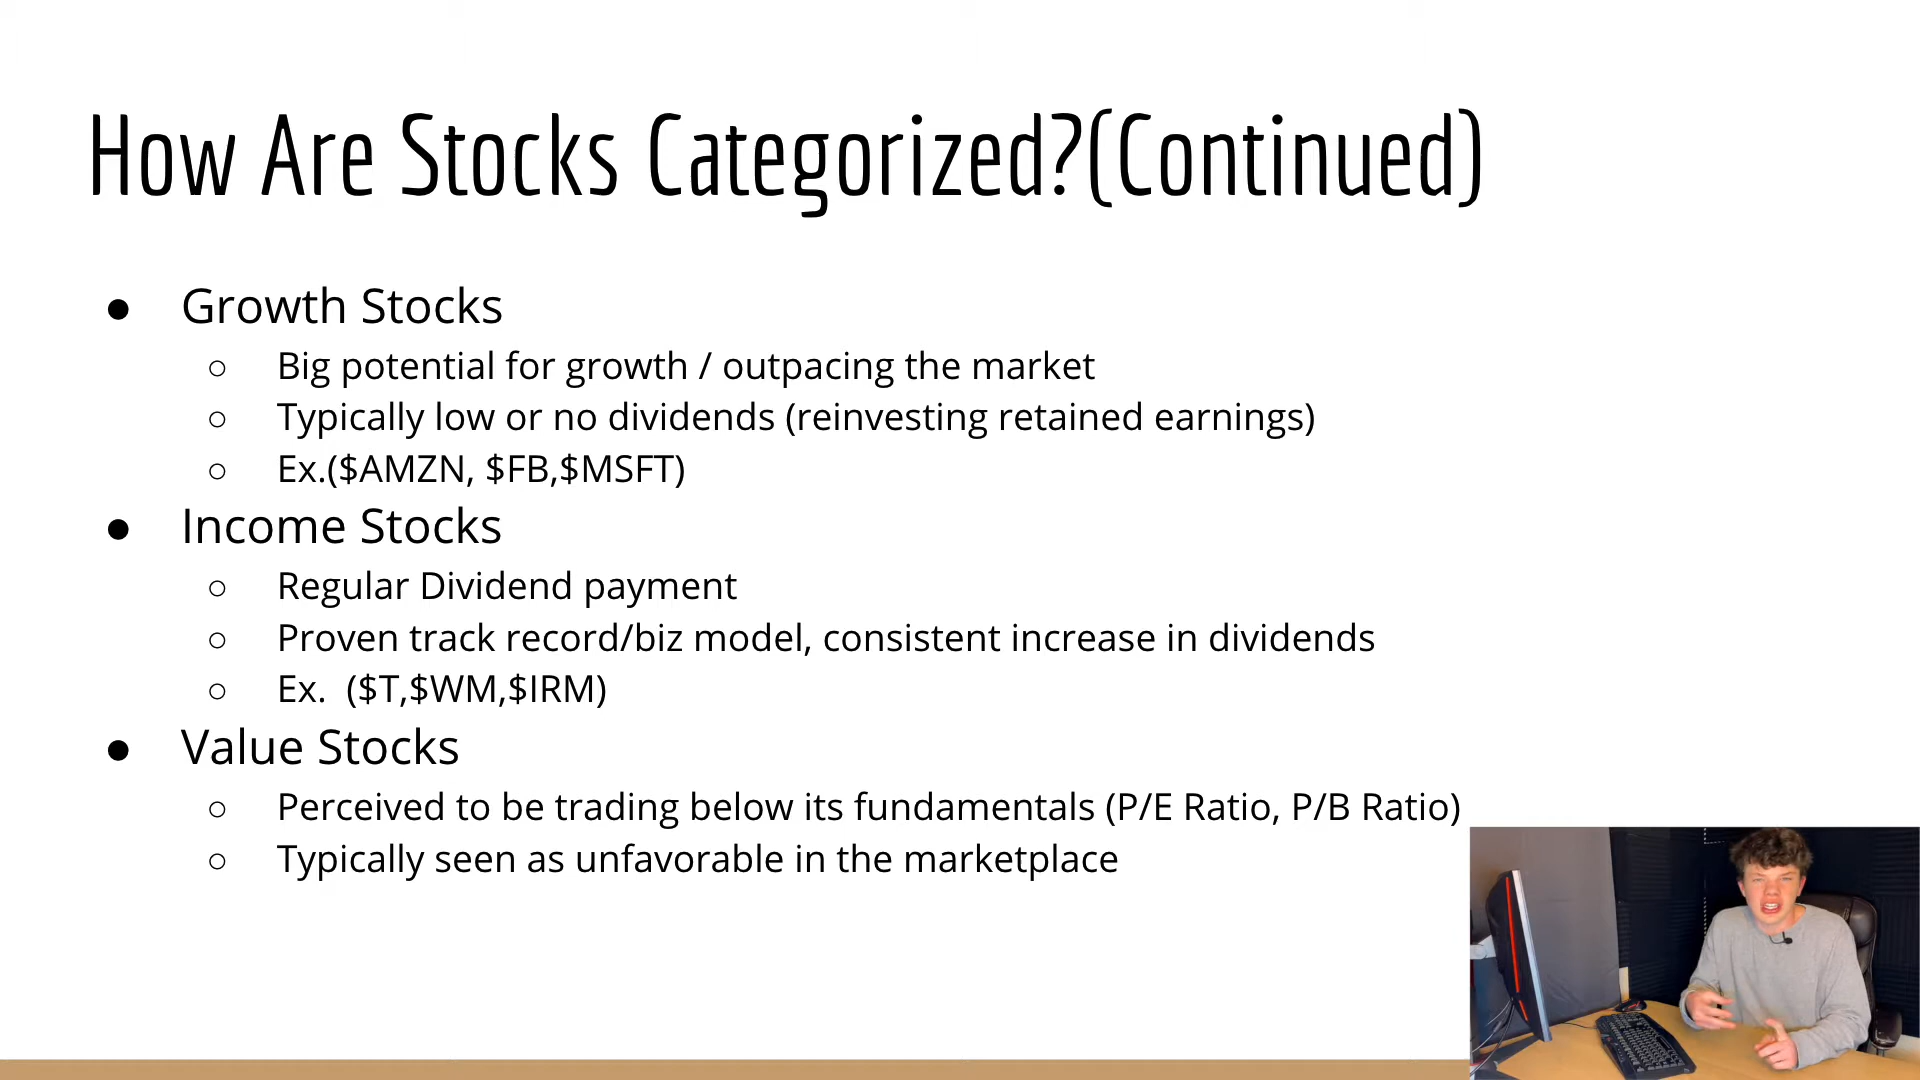 How Are Stocks Categorized?(Continued)
● Growth Stocks
○ Big potential for growth / outpacing the market
○ Typically low or no dividends (reinvesting retained earnings)
○ Ex.($AMZN, $FB,$MSFT)
● Income Stocks
○ Regular Dividend payment
○ Proven track record/biz model, consistent increase in dividends
○ Ex.  ($T,$WM,$IRM)
● Value Stocks
○ Perceived to be trading below its fundamentals (P/E Ratio, P/B Ratio)
○ Typically seen as unfavorable in the marketplace